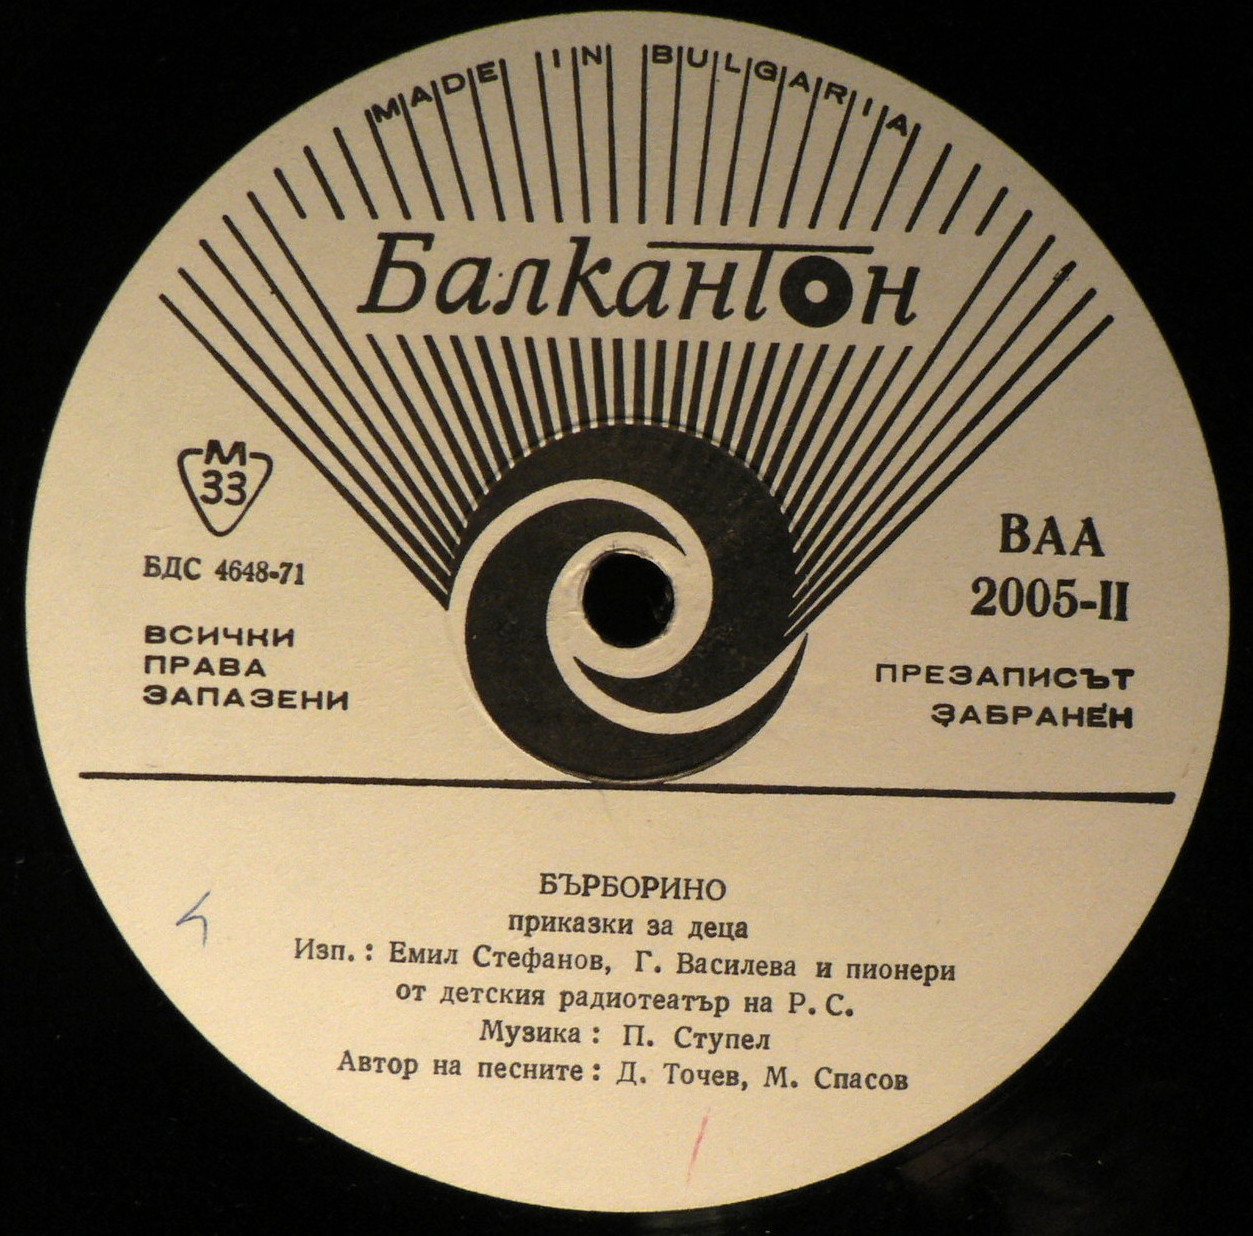 MADE IN BULGARIA
Балкантон
М
33
БДС 4648-71
ВСИЧКИ
ПРАВА
ЗАПАЗЕНИ
ВАА
2005-II
ПРЕЗАПИСЪТ
ЗАБРАНЕН
БЪРБОРИНО
приказки за деца
Изп.: Емил Стефанов, Г. Василева и пионери
от детския радиотеатър на Р. С.
Музика: П. Ступел
Автор на песните: Д. Точев, М. Спасов